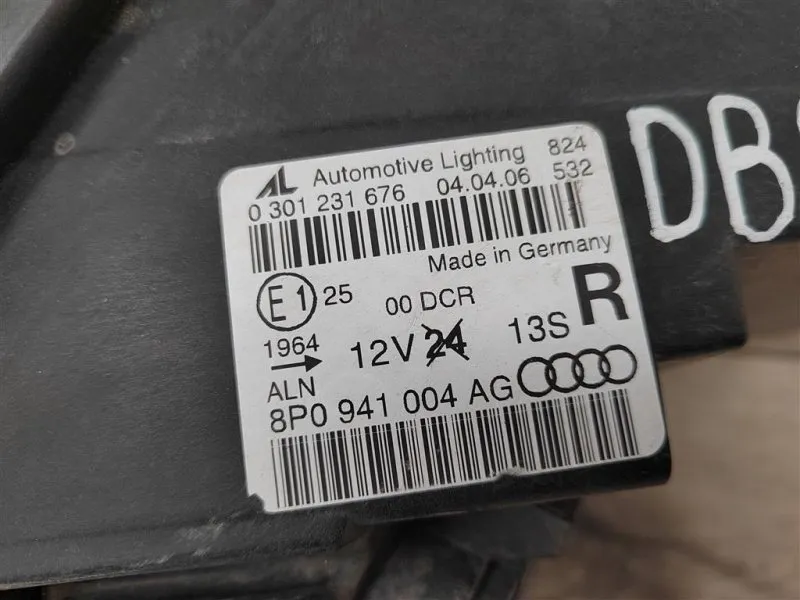 AL Automotive Lighting 824
0 301 231 676 04.04.06 532
Made in Germany
E1 25 00 DCR R
1964 12V 24 13S
ALN
8P0 941 004 AG
DB